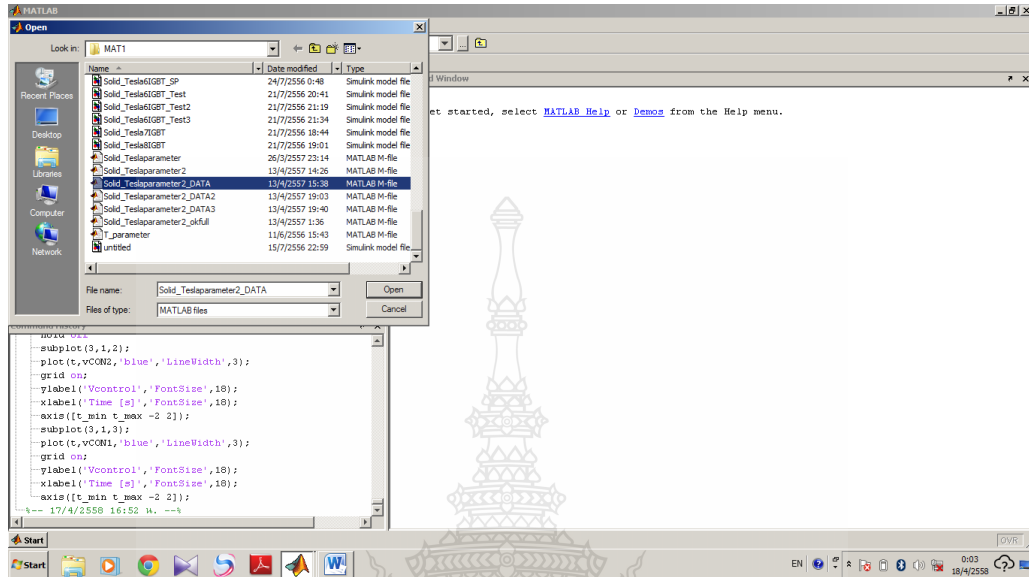 MATLAB
Open
Look in: MAT1
Name Date modified Type
Solid_Tesla6IGBT_SP 24/7/2556 0:48 Simulink model file
Solid_Tesla6IGBT_Test 21/7/2556 20:41 Simulink model file
Solid_Tesla6IGBT_Test2 21/7/2556 21:19 Simulink model file
Solid_Tesla6IGBT_Test3 21/7/2556 21:34 Simulink model file
Solid_Tesla7IGBT 21/7/2556 18:44 Simulink model file
Solid_Tesla8IGBT 21/7/2556 19:01 Simulink model file
Solid_Teslaparameter 26/3/2557 23:14 MATLAB M-file
Solid_Teslaparameter2 13/4/2557 14:26 MATLAB M-file
Solid_Teslaparameter2_DATA 13/4/2557 15:38 MATLAB M-file
Solid_Teslaparameter2_DATA2 13/4/2557 19:03 MATLAB M-file
Solid_Teslaparameter2_DATA3 13/4/2557 19:40 MATLAB M-file
Solid_Teslaparameter2_okfull 13/4/2557 1:36 MATLAB M-file
T_parameter 11/6/2556 15:43 MATLAB M-file
untitled 15/7/2556 22:59 Simulink model file
Recent Places
Desktop
Libraries
Computer
Network
File name: Solid_Teslaparameter2_DATA Open
Files of type: MATLAB files Cancel
d Window
et started, select MATLAB Help or Demos from the Help menu.
Command History
hold off
subplot(3,1,2);
plot(t,vCON2,'blue','LineWidth',3);
grid on;
ylabel('Vcontrol','FontSize',18);
xlabel('Time [s]','FontSize',18);
axis([t_min t_max -2 2]);
subplot(3,1,3);
plot(t,vCON1,'blue','LineWidth',3);
grid on;
ylabel('Vcontrol','FontSize',18);
xlabel('Time [s]','FontSize',18);
axis([t_min t_max -2 2]);
%-- 17/4/2558 16:52 น. --%
Start
OVR
Start
EN
0:03
18/4/2558